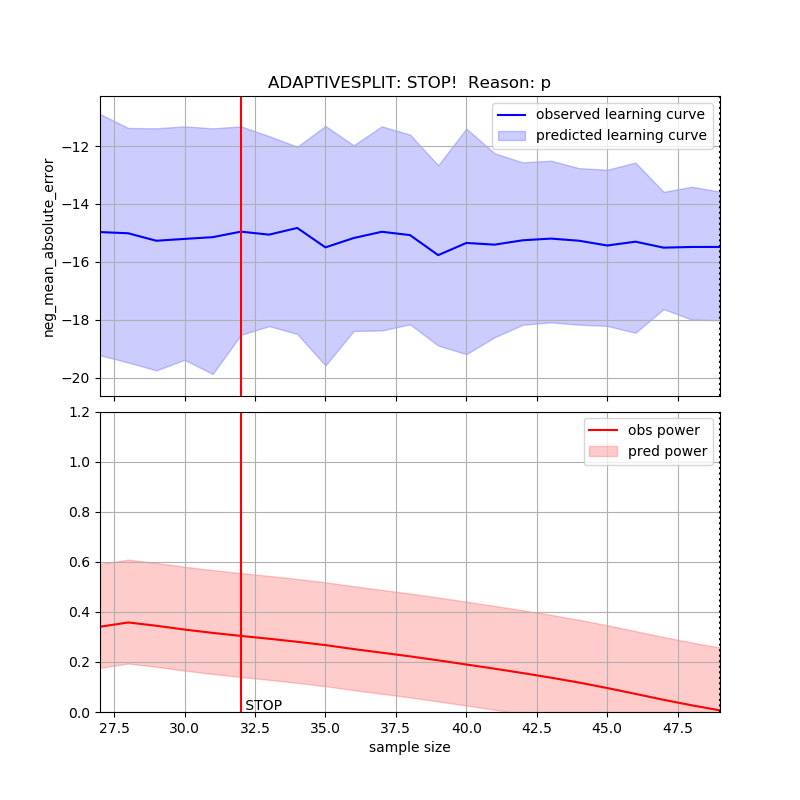 ADAPTIVESPLIT: STOP!  Reason: p
observed learning curve
predicted learning curve
neg_mean_absolute_error
−12
−14
−16
−18
−20
obs power
pred power
1.2
1.0
0.8
0.6
0.4
0.2
0.0
STOP
27.5 30.0 32.5 35.0 37.5 40.0 42.5 45.0 47.5
sample size